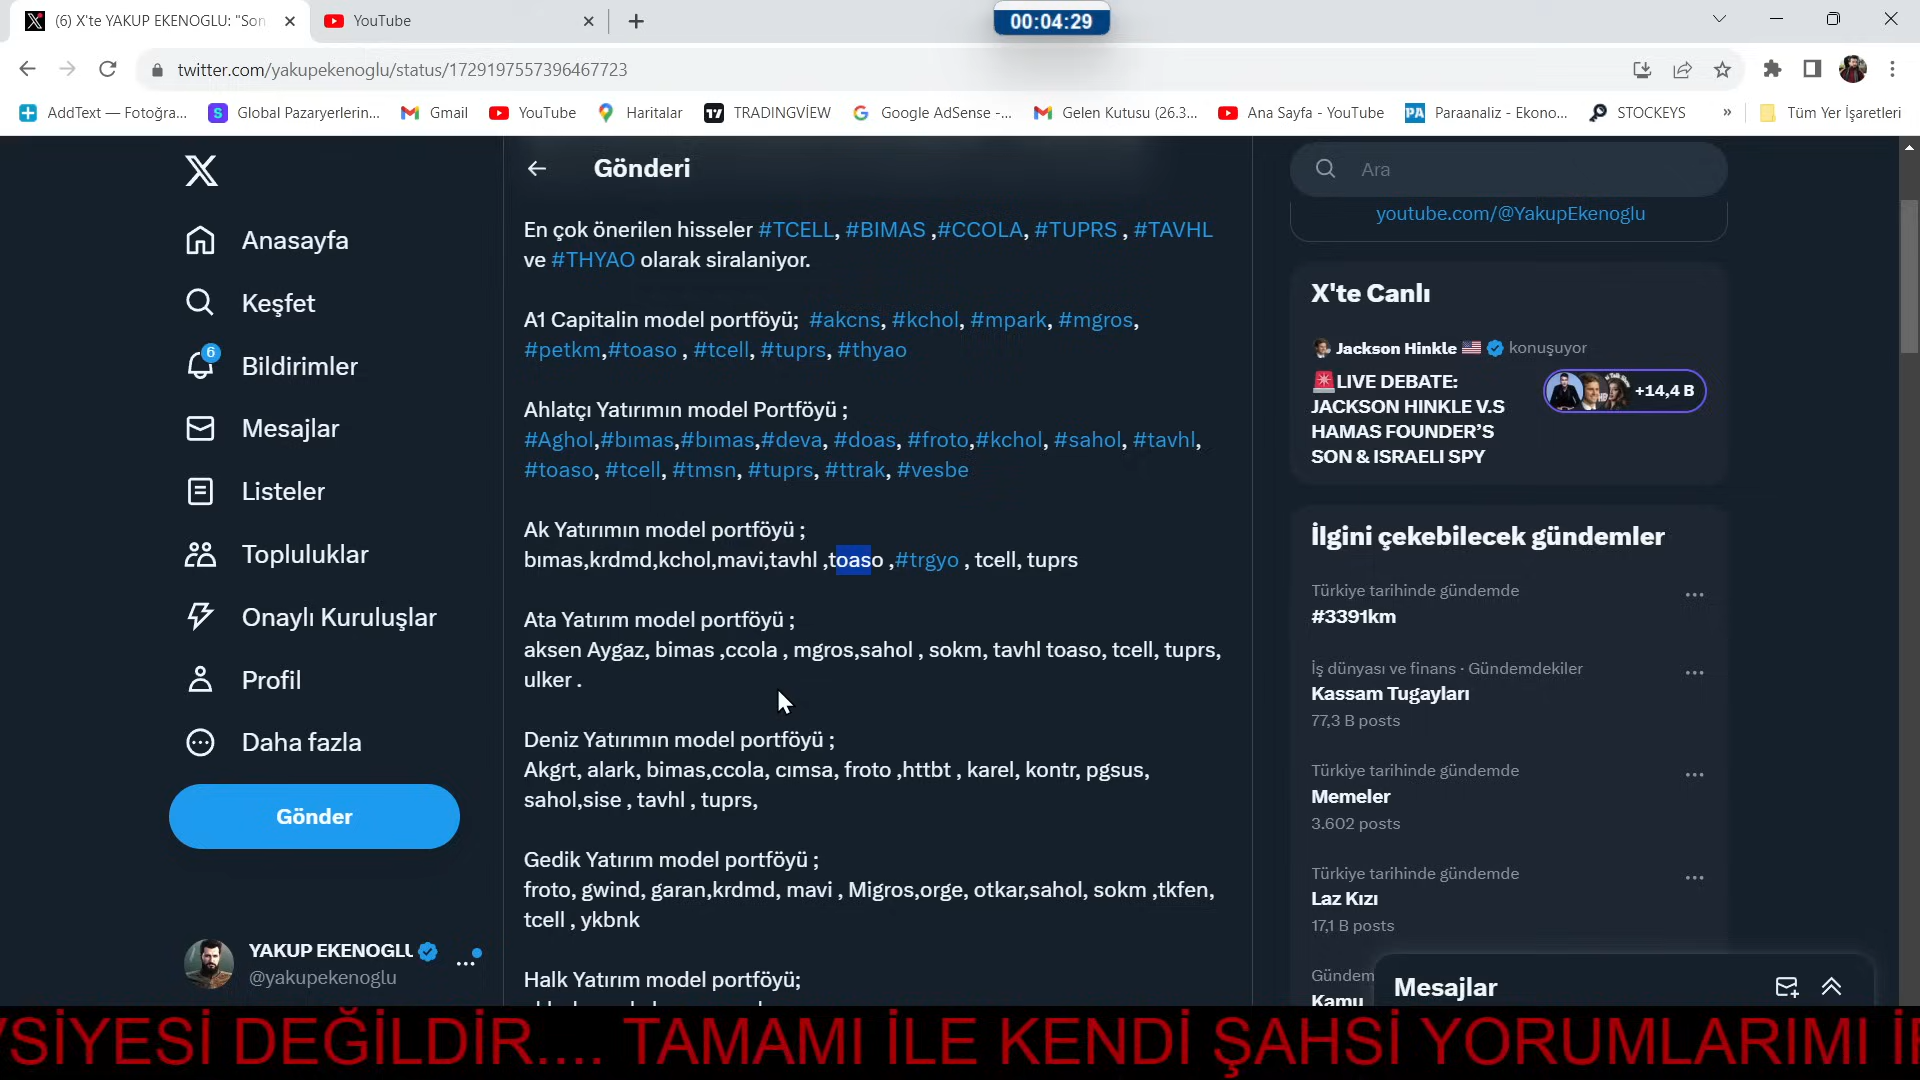 (6) X'te YAKUP EKENOGLU: "Son
YouTube
00:04:29
twitter.com/yakupekenoglu/status/1729197557396467723
AddText — Fotoğra...
Global Pazaryerlerin...
Gmail
YouTube
Haritalar
TRADINGVİEW
Google AdSense -...
Gelen Kutusu (26.3...
Ana Sayfa - YouTube
Paraanaliz - Ekono...
STOCKEYS
»
Tüm Yer İşaretleri
Anasayfa
Keşfet
6
Bildirimler
Mesajlar
Listeler
Topluluklar
Onaylı Kuruluşlar
Profil
Daha fazla
Gönder
YAKUP EKENOGLU
@yakupekenoglu
Gönderi
En çok önerilen hisseler #TCELL, #BIMAS ,#CCOLA, #TUPRS , #TAVHL
ve #THYAO olarak siralaniyor.
A1 Capitalin model portföyü; #akcns, #kchol, #mpark, #mgros,
#petkm,#toaso , #tcell, #tuprs, #thyao
Ahlatçı Yatırımın model Portföyü ;
#Aghol,#bımas,#bımas,#deva, #doas, #froto,#kchol, #sahol, #tavhl,
#toaso, #tcell, #tmsn, #tuprs, #ttrak, #vesbe
Ak Yatırımın model portföyü ;
bımas,krdmd,kchol,mavi,tavhl ,toaso ,#trgyo , tcell, tuprs
Ata Yatırım model portföyü ;
aksen Aygaz, bimas ,ccola , mgros,sahol , sokm, tavhl toaso, tcell, tuprs,
ulker .
Deniz Yatırımın model portföyü ;
Akgrt, alark, bimas,ccola, cımsa, froto ,httbt , karel, kontr, pgsus,
sahol,sise , tavhl , tuprs,
Gedik Yatırım model portföyü ;
froto, gwind, garan,krdmd, mavi , Migros,orge, otkar,sahol, sokm ,tkfen,
tcell , ykbnk
Halk Yatırım model portföyü;
Ara
youtube.com/@YakupEkenoglu
X'te Canlı
Jackson Hinkle 🇺🇸 konuşuyor
🚨LIVE DEBATE:
JACKSON HINKLE V.S
HAMAS FOUNDER'S
SON & ISRAELI SPY
+14,4 B
İlgini çekebilecek gündemler
Türkiye tarihinde gündemde
#3391km
İş dünyası ve finans · Gündemdekiler
Kassam Tugayları
77,3 B posts
Türkiye tarihinde gündemde
Memeler
3.602 posts
Türkiye tarihinde gündemde
Laz Kızı
17,1 B posts
Gündem
Kamu
Mesajlar
VSİYESİ DEĞİLDİR.... TAMAMI İLE KENDİ ŞAHSİ YORUMLARIMI İF